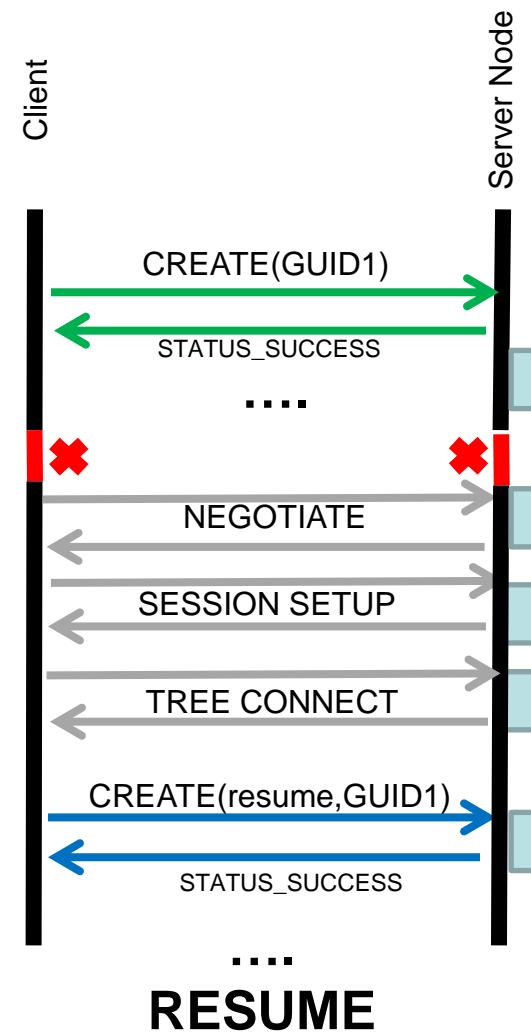 Client
Server Node
CREATE(GUID1)
STATUS_SUCCESS
....
NEGOTIATE
SESSION SETUP
TREE CONNECT
CREATE(resume,GUID1)
STATUS_SUCCESS
....
RESUME